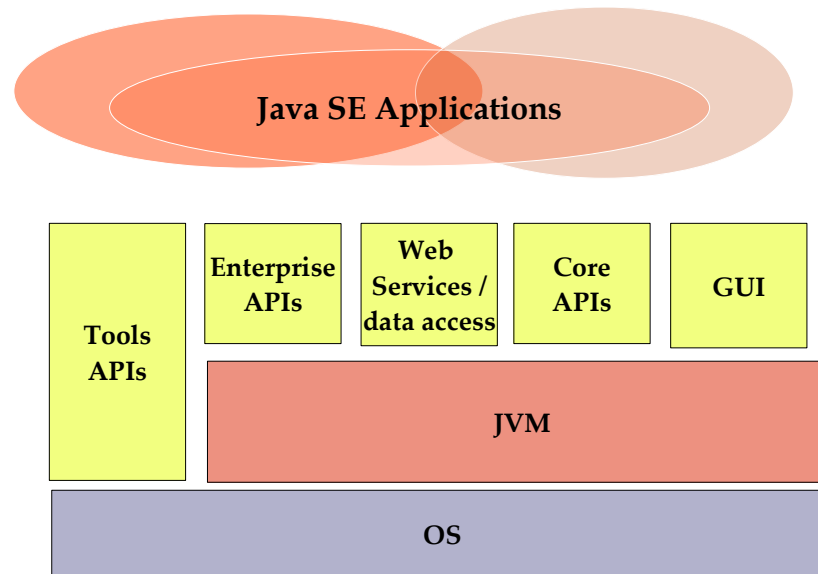 Java SE Applications
Tools
APIs
Enterprise
APIs
Web
Services /
data access
Core
APIs
GUI
JVM
OS